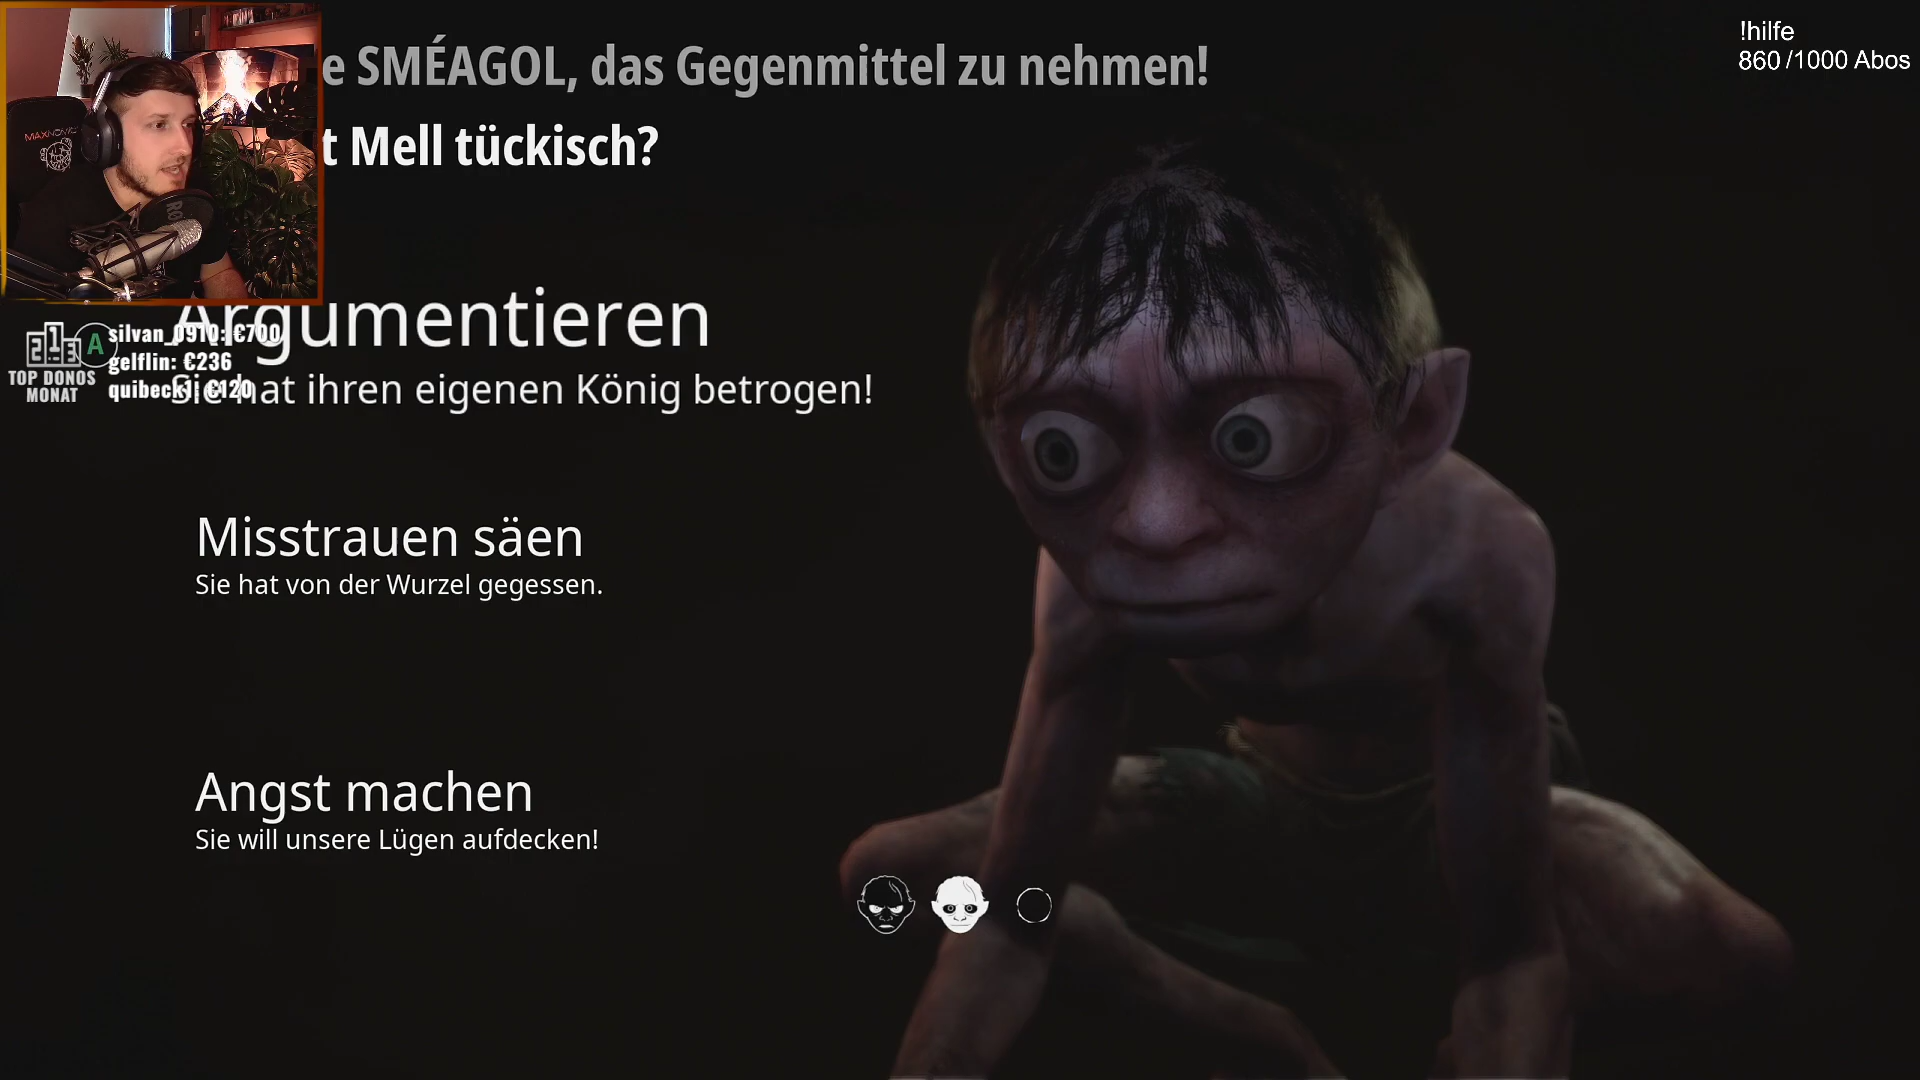 e SMÉAGOL, das Gegenmittel zu nehmen!
t Mell tückisch?
!hilfe
860 /1000 Abos
MAXNOMIC
Argumentieren
Sie hat ihren eigenen König betrogen!
A
TOP DONOS
MONAT
silvan_0910: €700
gelflin: €236
quibeck1: €120
Misstrauen säen
Sie hat von der Wurzel gegessen.
Angst machen
Sie will unsere Lügen aufdecken!